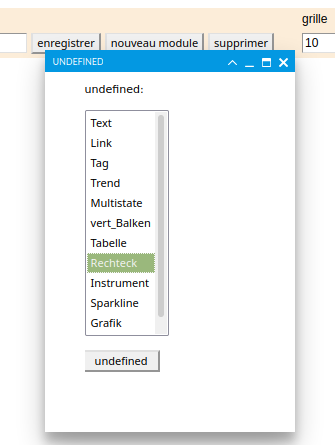 grille
enregistrer nouveau module supprimer 10
UNDEFINED
undefined:
Text
Link
Tag
Trend
Multistate
vert_Balken
Tabelle
Rechteck
Instrument
Sparkline
Grafik
undefined